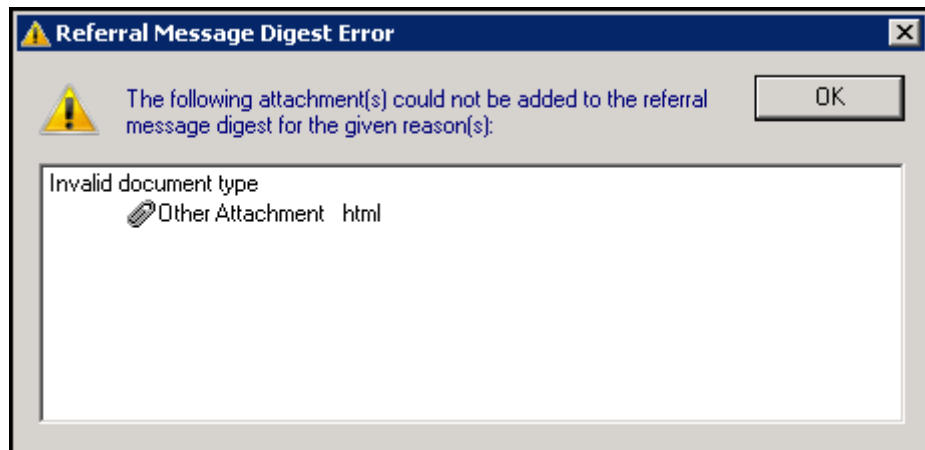 Referral Message Digest Error
The following attachment(s) could not be added to the referral
message digest for the given reason(s):
OK
Invalid document type
Other Attachment html